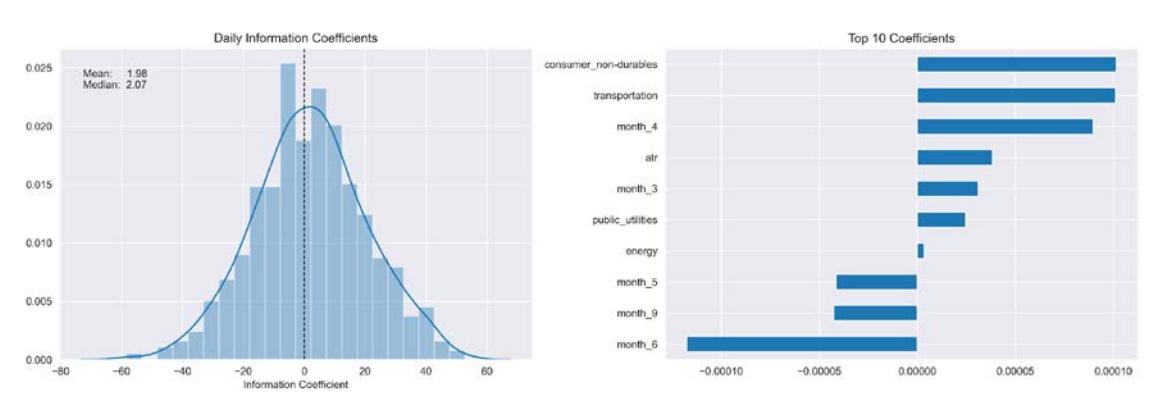 Daily Information Coefficients
Mean: 1.98
Median: 2.07
0.025
0.020
0.015
0.010
0.005
0.000
−80 −60 −40 −20 0 20 40 60
Information Coefficient
Top 10 Coefficients
consumer_non-durables
transportation
month_4
atr
month_3
public_utilities
energy
month_5
month_9
month_6
−0.00010 −0.00005 0.00000 0.00005 0.00010